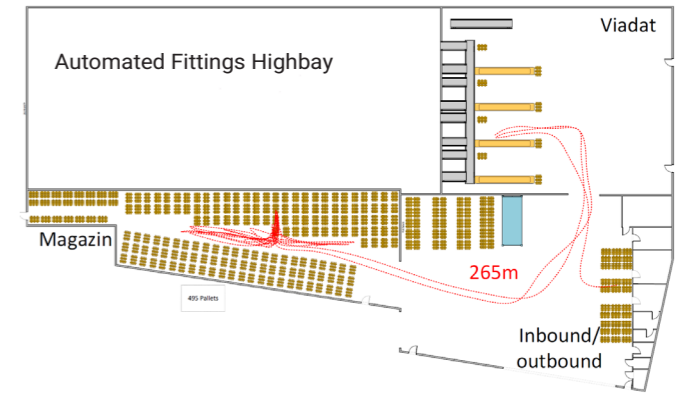 Viadat
Automated Fittings Highbay
Magazin
265m
495 Pallets
Inbound/
outbound